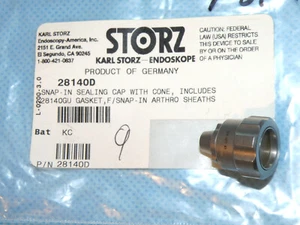 KARL STORZ
Endoscopy-America, Inc.
2151 E. Grand Ave.
El Segundo, CA 90245
1-800-421-0837
STORZ
KARL STORZ—ENDOSKOPE
CAUTION: FEDERAL
LAW (USA) RESTRICTS
THIS DEVICE TO SALE
BY OR ON THE ORDER
OF A PHYSICIAN
PRODUCT OF GERMANY
28140D
SNAP-IN SEALING CAP WITH CONE, INCLUDES
28140GU GASKET,F/SNAP-IN ARTHRO SHEATHS
L-0200-3.0
Bat KC
9
P/N 28140D